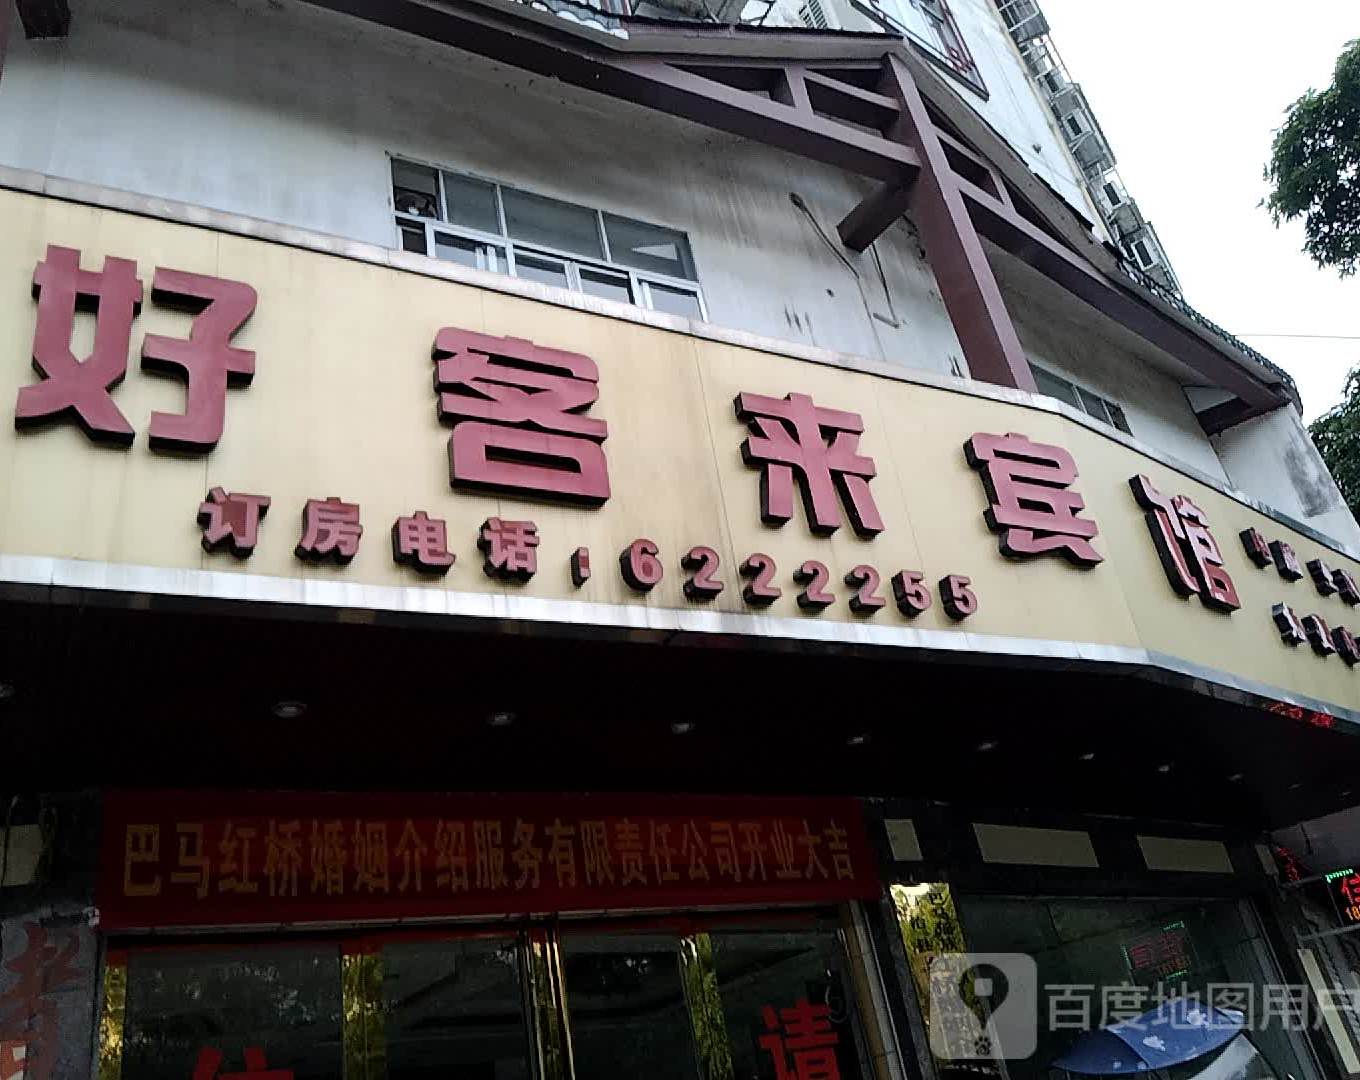 好客来宾馆
订房电话:6222255
巴马红桥婚姻介绍服务有限责任公司开业大吉
住
请
百度地图用户